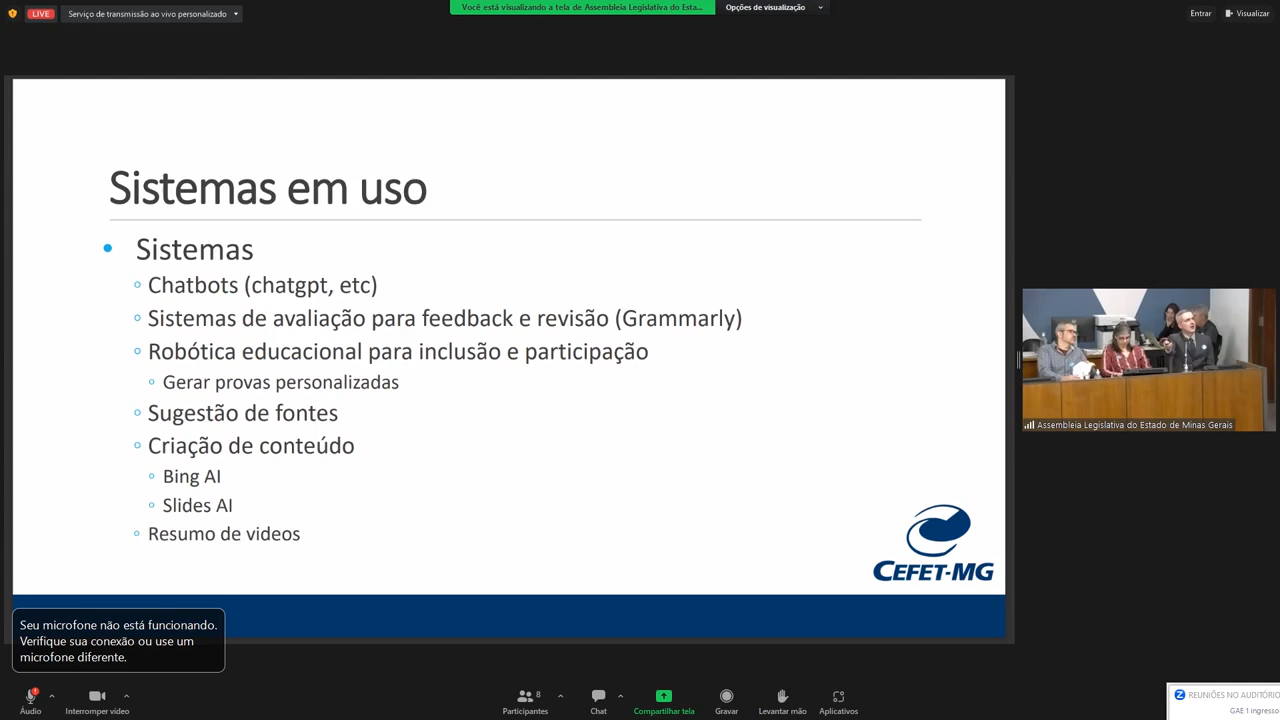 LIVE
Serviço de transmissão ao vivo personalizado
Você está visualizando a tela de Assembleia Legislativa do Esta...
Opções de visualização
Entrar
Visualizar
Sistemas em uso
Sistemas
Chatbots (chatgpt, etc)
Sistemas de avaliação para feedback e revisão (Grammarly)
Robótica educacional para inclusão e participação
Gerar provas personalizadas
Sugestão de fontes
Criação de conteúdo
Bing AI
Slides AI
Resumo de videos
CEFET-MG
Assembleia Legislativa do Estado de Minas Gerais
Seu microfone não está funcionando.
Verifique sua conexão ou use um
microfone diferente.
Áudio
Interromper vídeo
Participantes
8
Chat
Compartilhar tela
Gravar
Levantar mão
Aplicativos
REUNIÕES NO AUDITÓRIO
GAE 1 ingresso